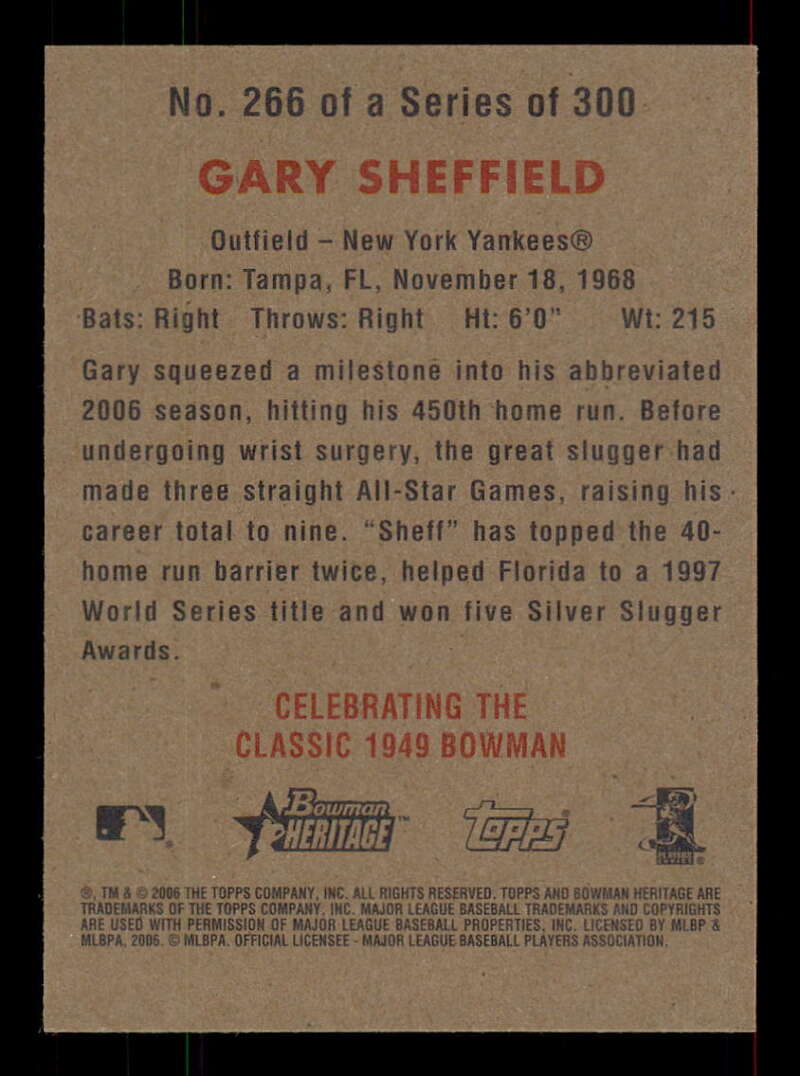 No. 266 of a Series of 300
GARY SHEFFIELD
Outfield – New York Yankees®
Born: Tampa, FL, November 18, 1968
Bats: Right Throws: Right Ht: 6'0" Wt: 215
Gary squeezed a milestone into his abbreviated
2006 season, hitting his 450th home run. Before
undergoing wrist surgery, the great slugger had
made three straight All-Star Games, raising his
career total to nine. “Sheff” has topped the 40-
home run barrier twice, helped Florida to a 1997
World Series title and won five Silver Slugger
Awards.
CELEBRATING THE
CLASSIC 1949 BOWMAN
Bowman HERITAGE™ Topps®
®, TM & © 2006 THE TOPPS COMPANY, INC. ALL RIGHTS RESERVED. TOPPS AND BOWMAN HERITAGE ARE
TRADEMARKS OF THE TOPPS COMPANY, INC. MAJOR LEAGUE BASEBALL TRADEMARKS AND COPYRIGHTS
ARE USED WITH PERMISSION OF MAJOR LEAGUE BASEBALL PROPERTIES, INC. LICENSED BY MLBP &
MLBPA, 2006. © MLBPA. OFFICIAL LICENSEE - MAJOR LEAGUE BASEBALL PLAYERS ASSOCIATION.